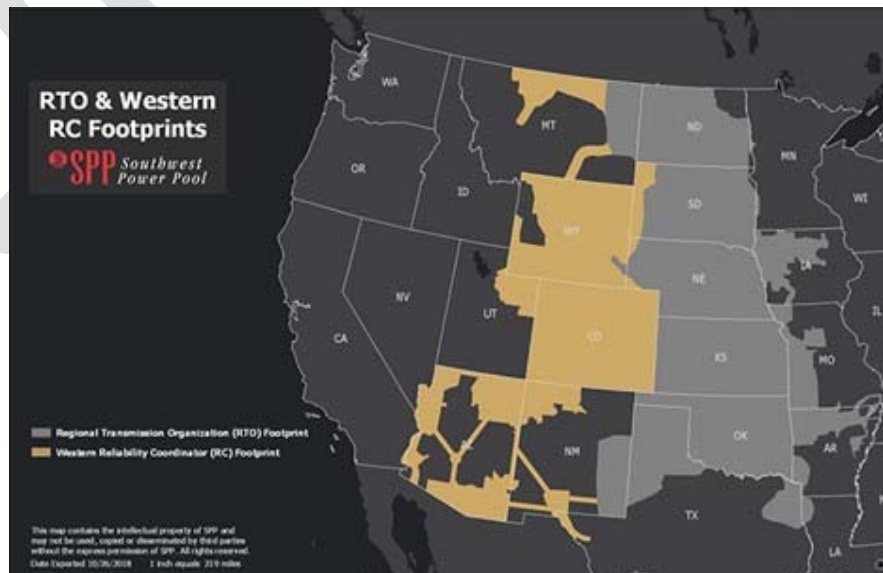 RTO & Western
RC Footprints
SPP Southwest
Power Pool
WA
MT
ND
MN
OR
ID
SD
WI
WY
NE
IA
NV
UT
IL
CA
CO
KS
MO
OK
AR
NM
TX
LA
Regional Transmission Organization (RTO) Footprint
Western Reliability Coordinator (RC) Footprint
This map contains the intellectual property of SPP and
may not be used, copied or disseminated by third parties
without the express permission of SPP. All rights reserved.
Date Exported 10/26/2018 1 inch equals 219 miles